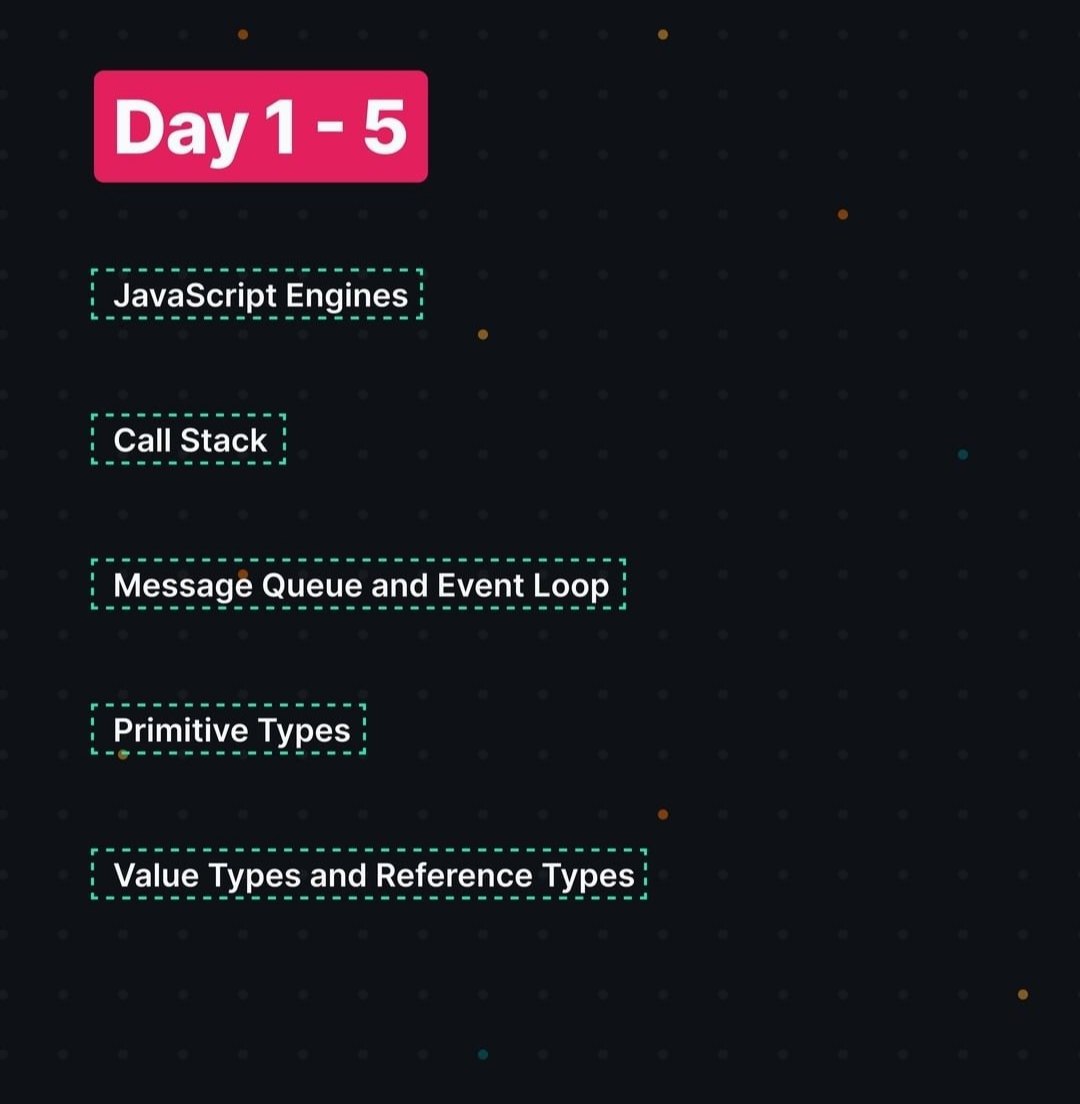 Day 1 - 5
JavaScript Engines
Call Stack
Message Queue and Event Loop
Primitive Types
Value Types and Reference Types